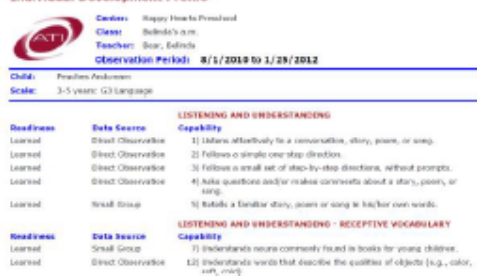 Individual Development Profile
ATI
Center: Happy Hearts Preschool
Class: Belinda's a.m.
Teacher: Bear, Belinda
Observation Period: 8/1/2010 to 1/29/2012
Child: Peaches Anderson
Scale: 3-5 years: G3 Language
LISTENING AND UNDERSTANDING
Readiness Data Source Capability
Learned Direct Observation 1) Listens attentively to a conversation, story, poem, or song.
Learned Direct Observation 2) Follows a simple one-step direction.
Learned Direct Observation 3) Follows a small set of step-by-step directions, without prompts.
Learned Direct Observation 4) Asks questions and/or makes comments about a story, poem, or
song.
Learned Small Group 5) Retells a familiar story, poem or song in his/her own words.
LISTENING AND UNDERSTANDING - RECEPTIVE VOCABULARY
Readiness Data Source Capability
Learned Small Group 7) Understands nouns commonly found in books for young children.
Learned Direct Observation 12) Understands words that describe the qualities of objects (e.g., color,
soft, cold).